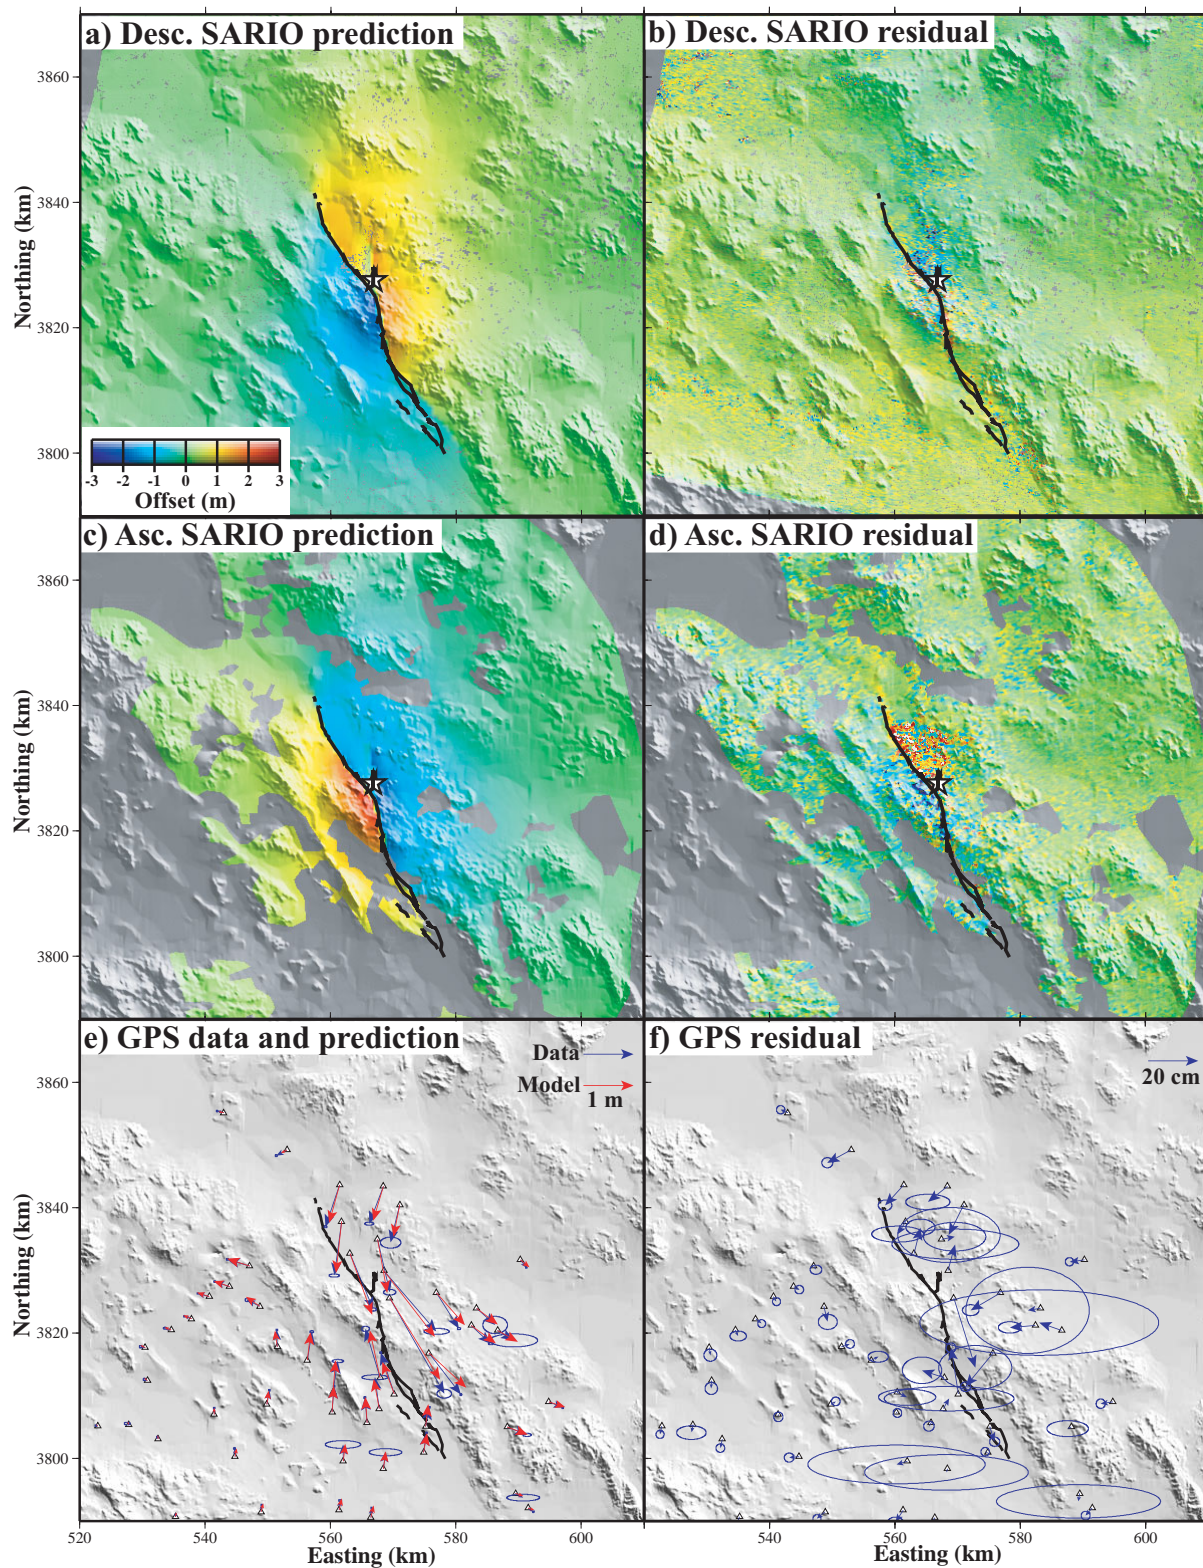 a) Desc. SARIO prediction
b) Desc. SARIO residual
3860
3840
3820
3800
Northing (km)
-3 -2 -1 0 1 2 3
Offset (m)
c) Asc. SARIO prediction
d) Asc. SARIO residual
3860
3840
3820
3800
Northing (km)
e) GPS data and prediction
f) GPS residual
Data
Model
1 m
20 cm
3860
3840
3820
3800
Northing (km)
520 540 560 580 600
540 560 580 600
Easting (km)
Easting (km)